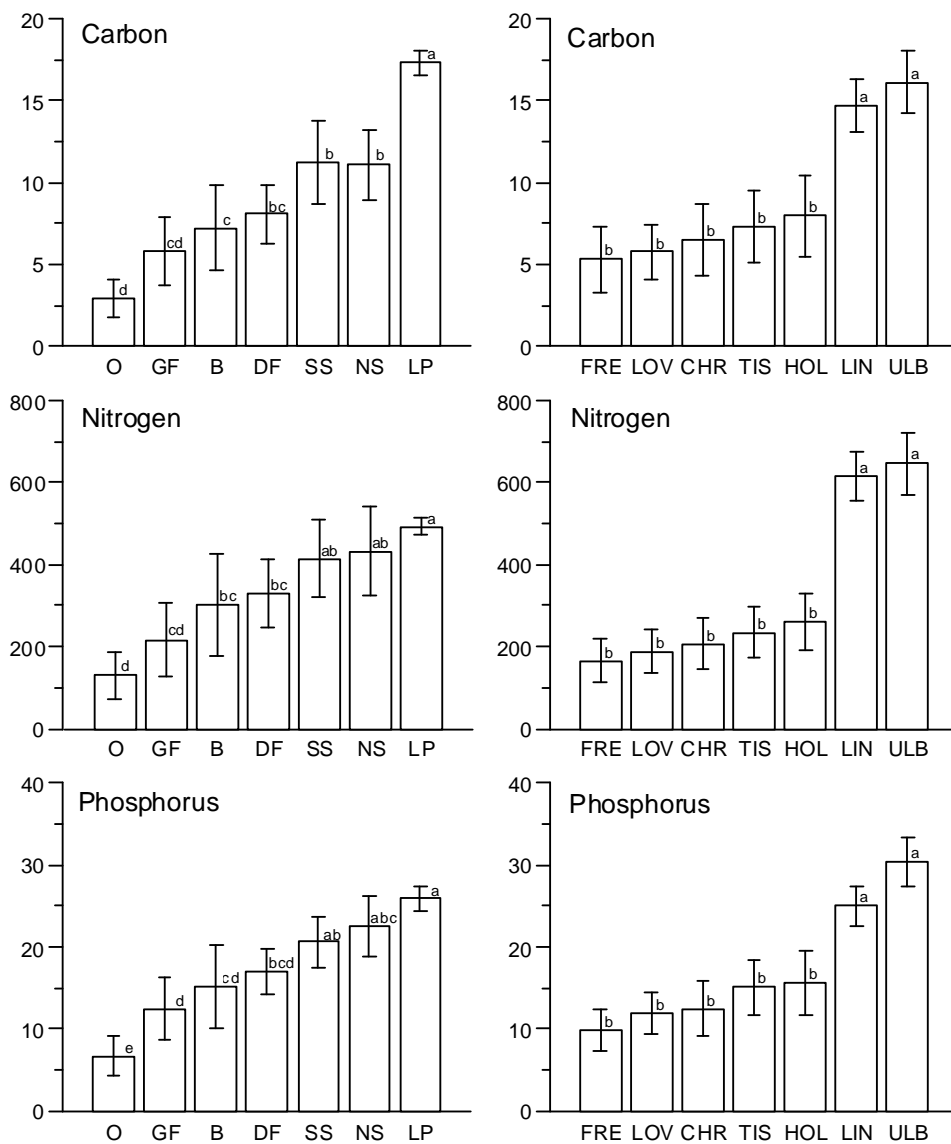 Carbon
20
15
10
5
0
d
cd
c
bc
b
b
a
O GF B DF SS NS LP
Carbon
20
15
10
5
0
b
b
b
b
b
a
a
FRE LOV CHR TIS HOL LIN ULB
Nitrogen
800
600
400
200
0
d
cd
bc
bc
ab
ab
a
O GF B DF SS NS LP
Nitrogen
800
600
400
200
0
b
b
b
b
b
a
a
FRE LOV CHR TIS HOL LIN ULB
Phosphorus
40
30
20
10
0
e
d
cd
bcd
ab
abc
a
O GF B DF SS NS LP
Phosphorus
40
30
20
10
0
b
b
b
b
b
a
a
FRE LOV CHR TIS HOL LIN ULB